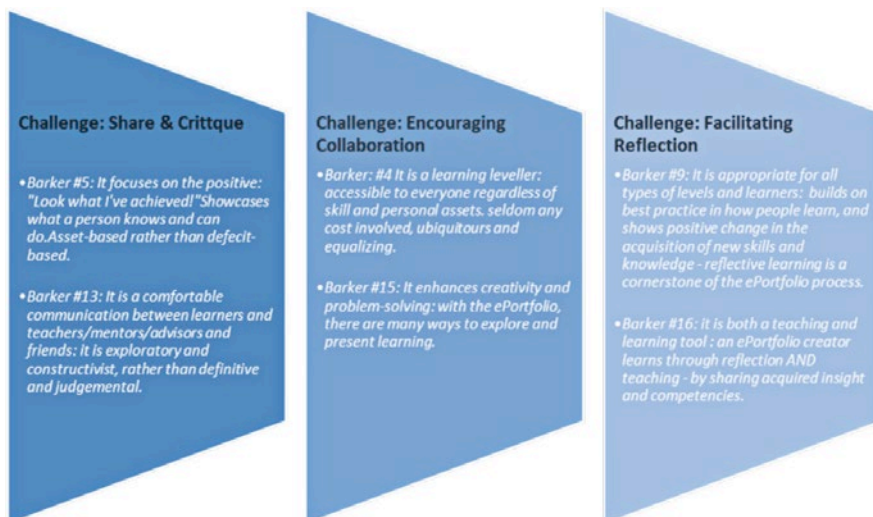 Challenge: Share & Crittque
•Barker #5: It focuses on the positive:
"Look what I've achieved!"Showcases
what a person knows and can
do.Asset-based rather than defecit-
based.
•Barker #13: It is a comfortable
communication between learners and
teachers/mentors/advisors and
friends: it is exploratory and
constructivist, rather than definitive
and judgemental.
Challenge: Encouraging
Collaboration
•Barker: #4 It is a learning leveller:
accessible to everyone regardless of
skill and personal assets. seldom any
cost involved, ubiquitours and
equalizing.
•Barker #15: It enhances creativity and
problem-solving: with the ePortfolio,
there are many ways to explore and
present learning.
Challenge: Facilitating
Reflection
•Barker #9: It is appropriate for all
types of levels and learners: builds on
best practice in how people learn, and
shows positive change in the
acquisition of new skills and
knowledge - reflective learning is a
cornerstone of the ePortfolio process.
•Barker #16: it is both a teaching and
learning tool : an ePortfolio creator
learns through reflection AND
teaching - by sharing acquired insight
and competencies.